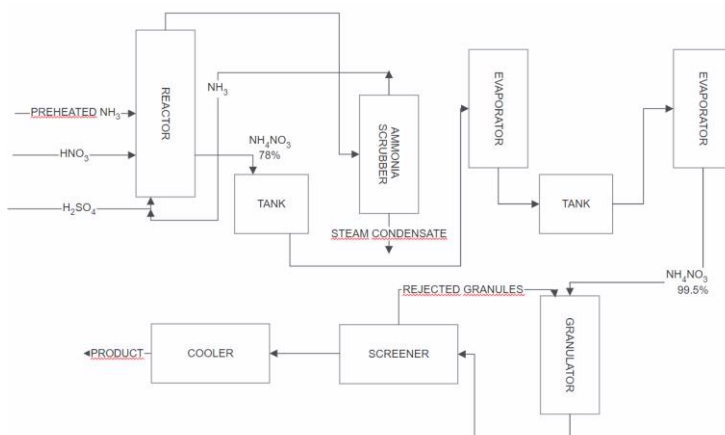 REACTOR
NH₃
EVAPORATOR
EVAPORATOR
PREHEATED NH₃
AMMONIA
SCRUBBER
HNO₃
NH₄NO₃
78%
TANK
TANK
H₂SO₄
STEAM CONDENSATE
NH₄NO₃
99.5%
REJECTED GRANULES
GRANULATOR
PRODUCT
COOLER
SCREENER